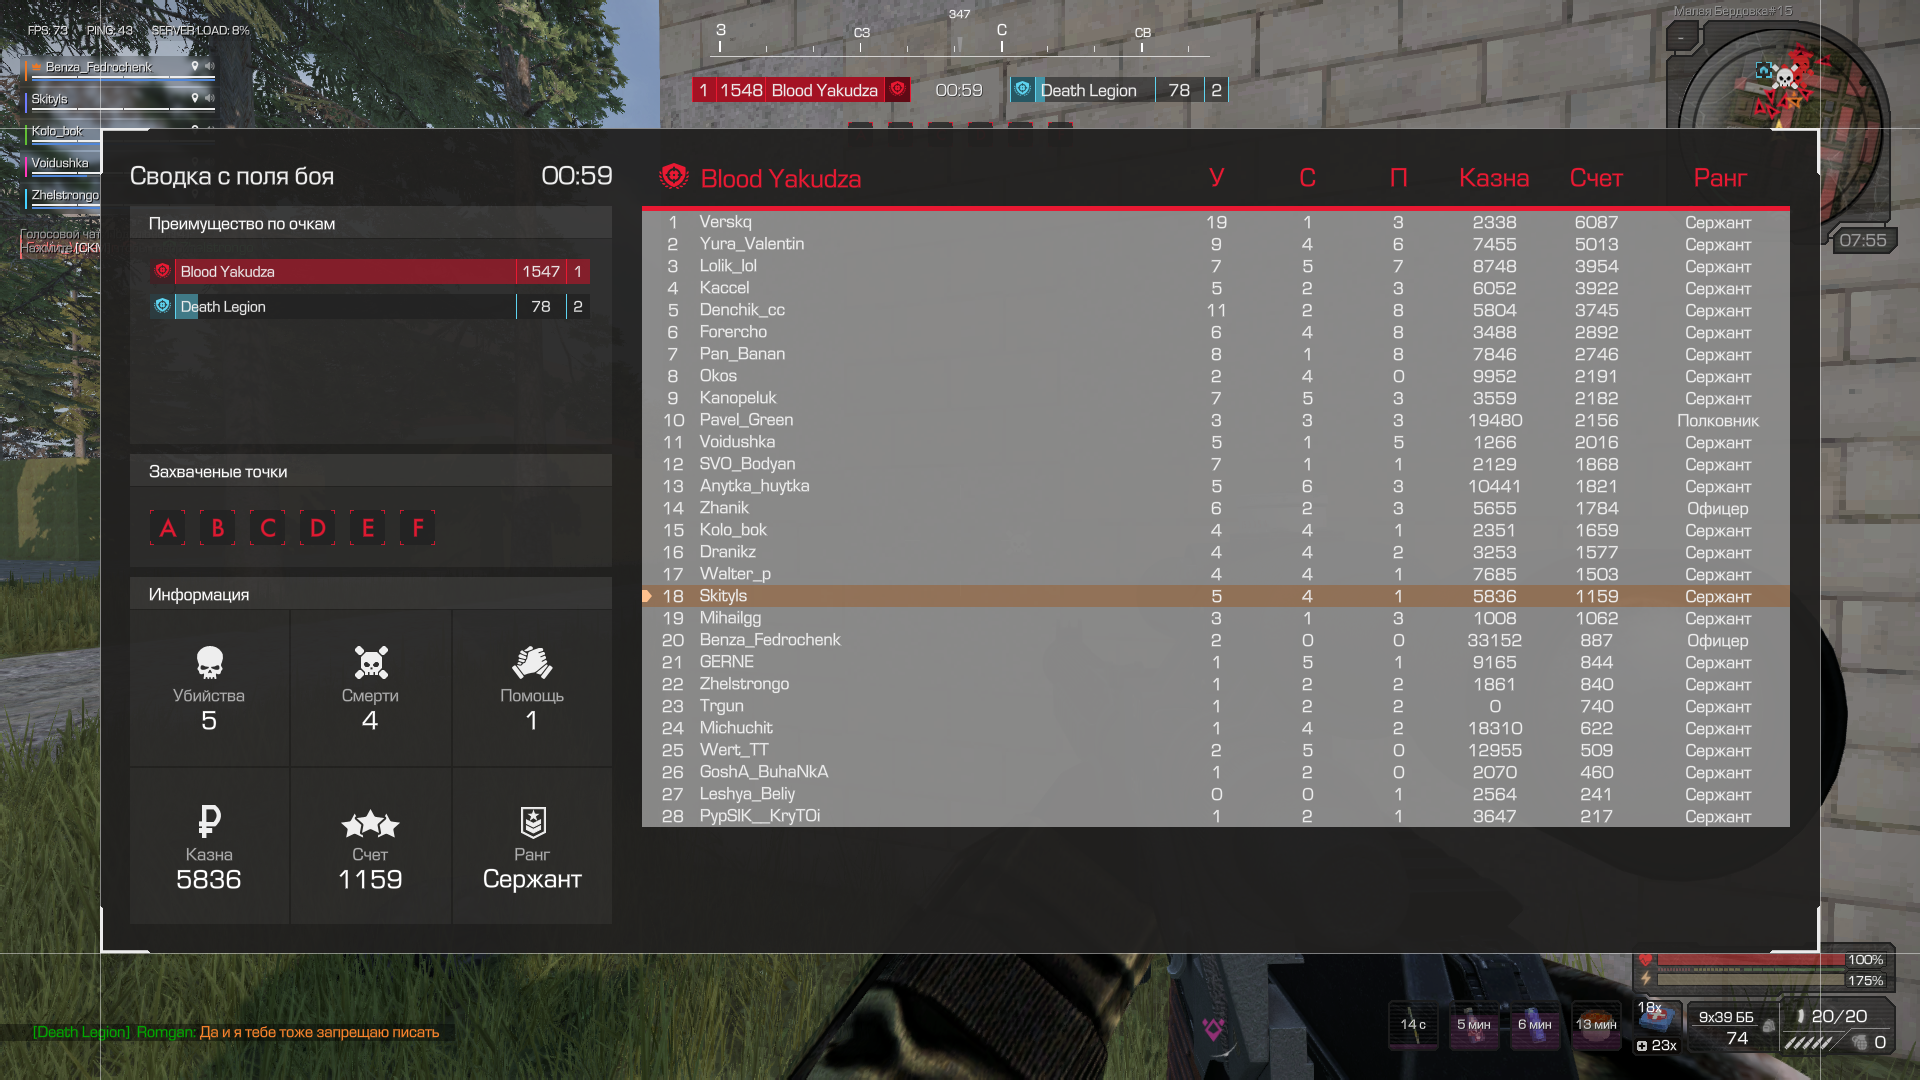 FPS: 73 PING: 43 SERVER LOAD: 8%
Benza_Fedrochenk
Skityls
Kolo_bok
Voidushka
Zhelstrongo
Голосовой чат
347
З СЗ С СВ
1 1548 Blood Yakudza 00:59 Death Legion 78 2
Малая Бердовка#15
07:55
Сводка с поля боя 00:59
Преимущество по очкам
Blood Yakudza 1547 1
Death Legion 78 2
Захваченые точки
A B C D E F
Информация
Убийства Смерти Помощь
5 4 1
Казна Счет Ранг
5836 1159 Сержант
Blood Yakudza У С П Казна Счет Ранг
1 Verskq 19 1 3 2338 6087 Сержант
2 Yura_Valentin 9 4 6 7455 5013 Сержант
3 Lolik_lol 7 5 7 8748 3954 Сержант
4 Kaccel 5 2 3 6052 3922 Сержант
5 Denchik_cc 11 2 8 5804 3745 Сержант
6 Forercho 6 4 8 3488 2892 Сержант
7 Pan_Banan 8 1 8 7846 2746 Сержант
8 Okos 2 4 0 9952 2191 Сержант
9 Kanopeluk 7 5 3 3559 2182 Сержант
10 Pavel_Green 3 3 3 19480 2156 Полковник
11 Voidushka 5 1 5 1266 2016 Сержант
12 SVO_Bodyan 7 1 1 2129 1868 Сержант
13 Anytka_huytka 5 6 3 10441 1821 Сержант
14 Zhanik 6 2 3 5655 1784 Офицер
15 Kolo_bok 4 4 1 2351 1659 Сержант
16 Dranikz 4 4 2 3253 1577 Сержант
17 Walter_p 4 4 1 7685 1503 Сержант
18 Skityls 5 4 1 5836 1159 Сержант
19 Mihailgg 3 1 3 1008 1062 Сержант
20 Benza_Fedrochenk 2 0 0 33152 887 Офицер
21 GERNE 1 5 1 9165 844 Сержант
22 Zhelstrongo 1 2 2 1861 840 Сержант
23 Trgun 1 2 2 0 740 Сержант
24 Michuchit 1 4 2 18310 622 Сержант
25 Wert_TT 2 5 0 12955 509 Сержант
26 GoshA_BuhaNkA 1 2 0 2070 460 Сержант
27 Leshya_Beliy 0 0 1 2564 241 Сержант
28 PypSIK__KryTOi 1 2 1 3647 217 Сержант
[Death Legion] Romgan: Да и я тебе тоже запрещаю писать
100%
175%
14 с 5 мин 6 мин 13 мин 18x 23x
9x39 ББ 74
20/20
0